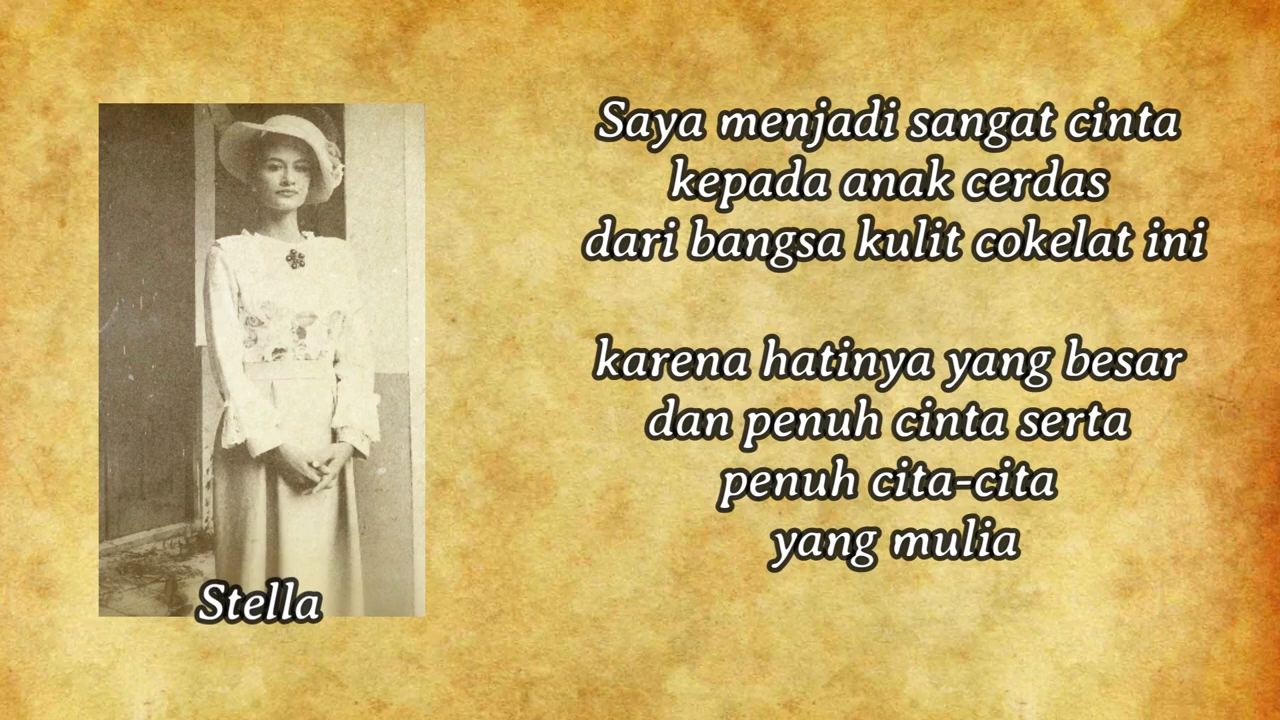 Saya menjadi sangat cinta
kepada anak cerdas
dari bangsa kulit cokelat ini
karena hatinya yang besar
dan penuh cinta serta
penuh cita-cita
yang mulia
Stella